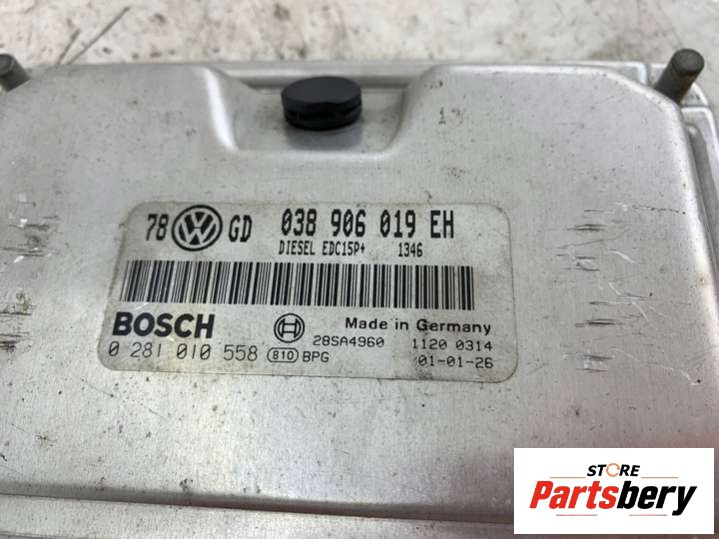 78 GD 038 906 019 EH
DIESEL EDC15P+ 1346
BOSCH Made in Germany
28SA4960 1120 0314
0 281 010 558 810 BPG 01-01-26
STORE
Partsbery